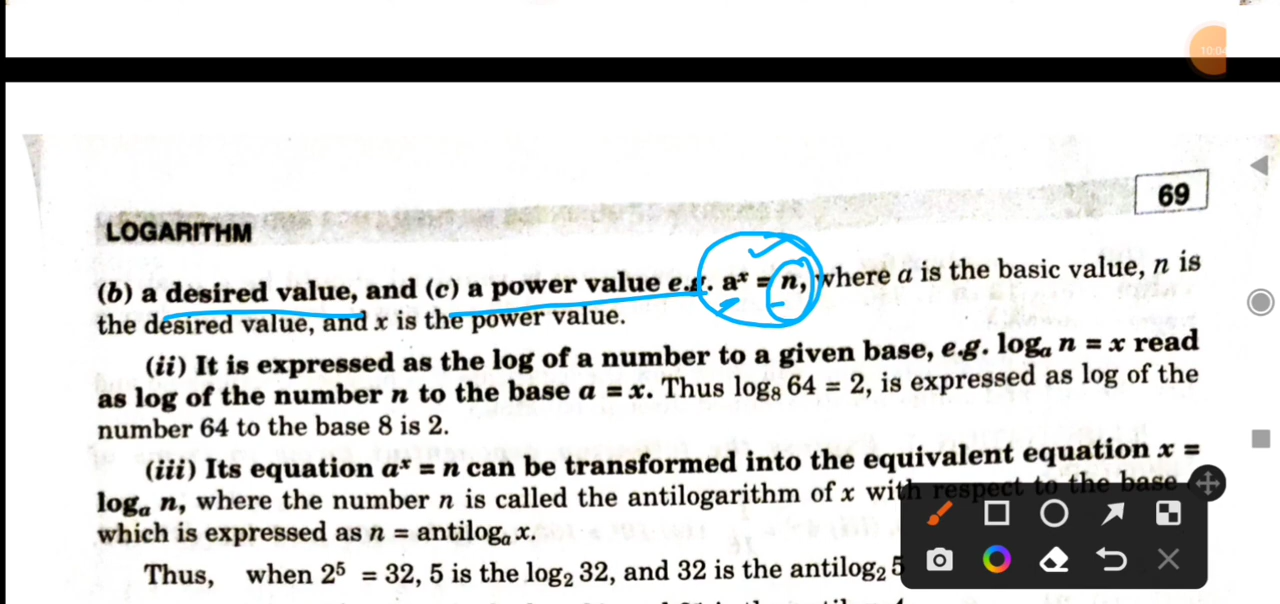 10:04
69
LOGARITHM
(b) a desired value, and (c) a power value e.g. aˣ = n, where a is the basic value, n is
the desired value, and x is the power value.
(ii) It is expressed as the log of a number to a given base, e.g. logₐ n = x read
as log of the number n to the base a = x. Thus log₈ 64 = 2, is expressed as log of the
number 64 to the base 8 is 2.
(iii) Its equation aˣ = n can be transformed into the equivalent equation x =
logₐ n, where the number n is called the antilogarithm of x with respect to the base
which is expressed as n = antilogₐ x.
Thus, when 2⁵ = 32, 5 is the log₂ 32, and 32 is the antilog₂ 5